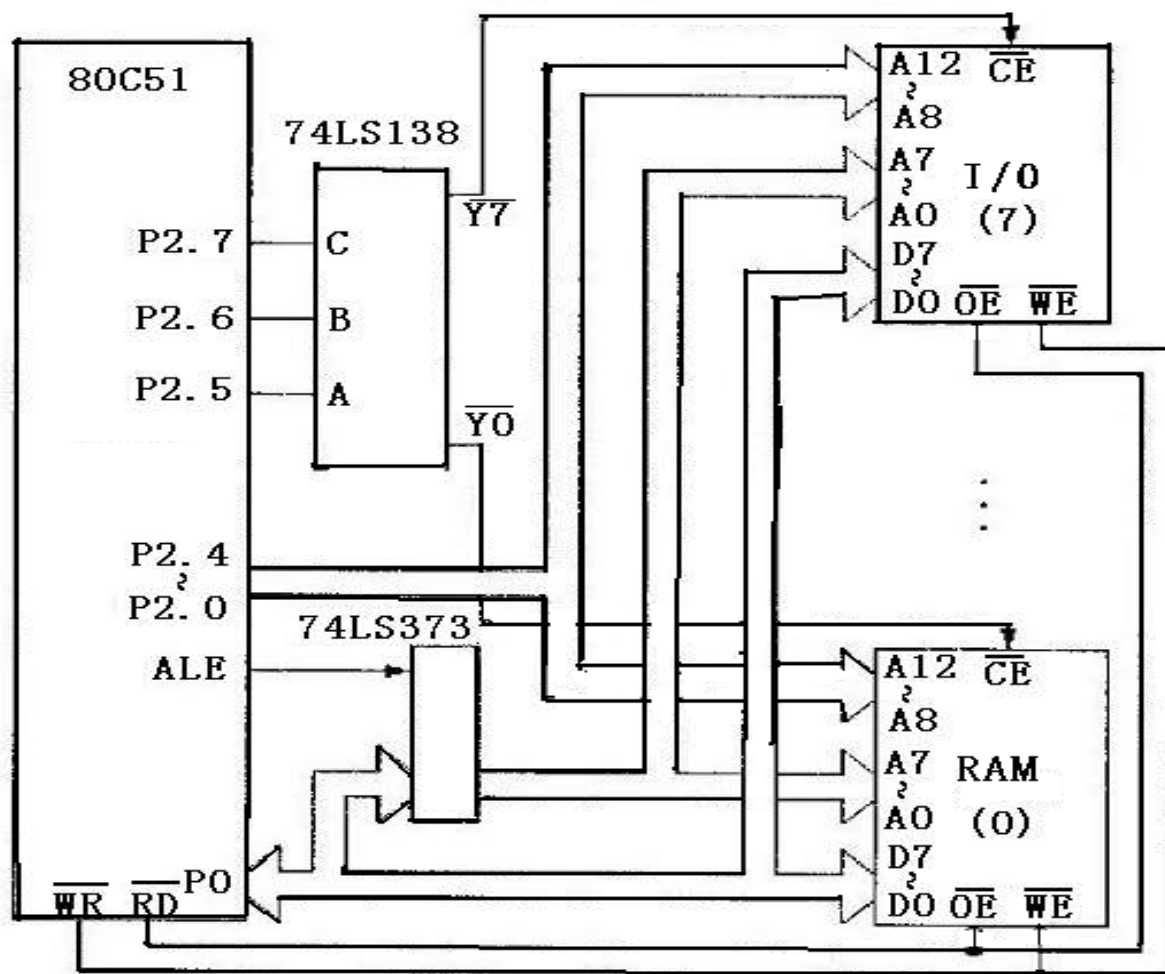 80C51
74LS138
P2.7
P2.6
P2.5
C
B
A
Y7
Y0
P2.4
~
P2.0
74LS373
ALE
P0
WR RD
A12 CE
~
A8
A7
~
A0
I/O
(7)
D7
~
D0 OE WE
A12 CE
~
A8
A7
~
A0
RAM
(0)
D7
~
D0 OE WE